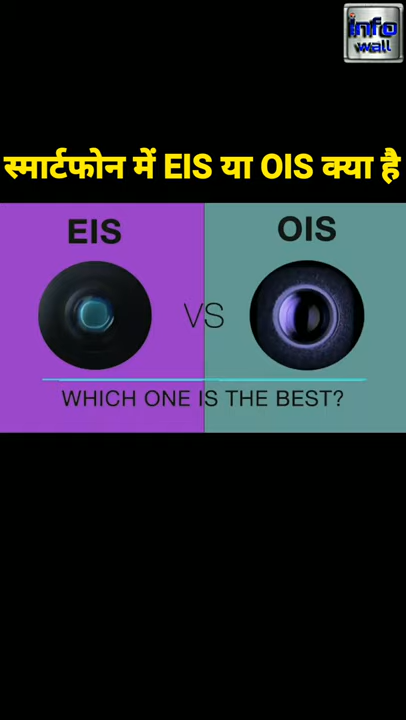 info
wall
स्मार्टफोन में EIS या OIS क्या है
EIS
OIS
VS
WHICH ONE IS THE BEST?